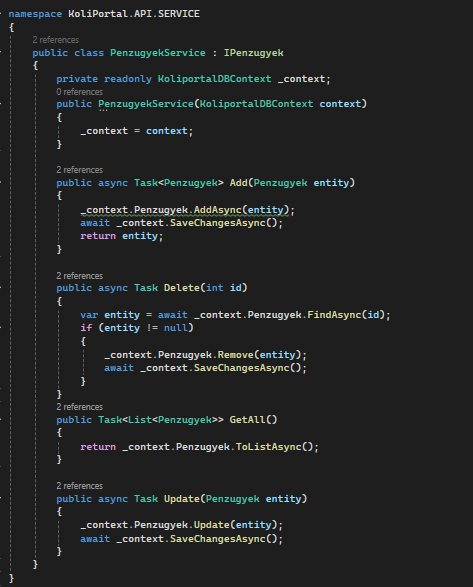 namespace KoliPortal.API.SERVICE
{
2 references
public class PenzugyekService : IPenzugyek
{
private readonly KoliportalDBContext _context;
0 references
public PenzugyekService(KoliportalDBContext context)
{
_context = context;
}
2 references
public async Task<Penzugyek> Add(Penzugyek entity)
{
_context.Penzugyek.AddAsync(entity);
await _context.SaveChangesAsync();
return entity;
}
2 references
public async Task Delete(int id)
{
var entity = await _context.Penzugyek.FindAsync(id);
if (entity != null)
{
_context.Penzugyek.Remove(entity);
await _context.SaveChangesAsync();
}
}
2 references
public Task<List<Penzugyek>> GetAll()
{
return _context.Penzugyek.ToListAsync();
}
2 references
public async Task Update(Penzugyek entity)
{
_context.Penzugyek.Update(entity);
await _context.SaveChangesAsync();
}
}
}